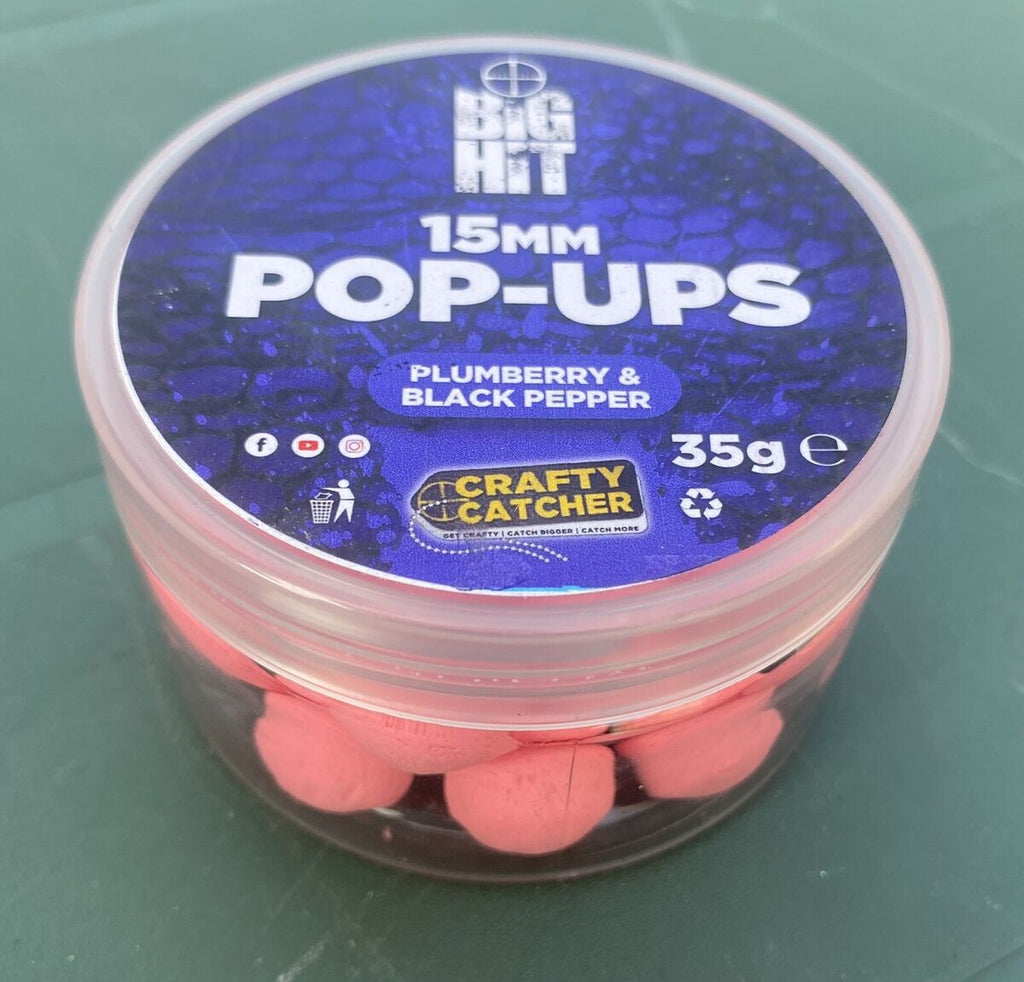 BIG
HIT
15MM
POP-UPS
PLUMBERRY &
BLACK PEPPER
35g ℮
CRAFTY
CATCHER
GET CRAFTY | CATCH BIGGER | CATCH MORE